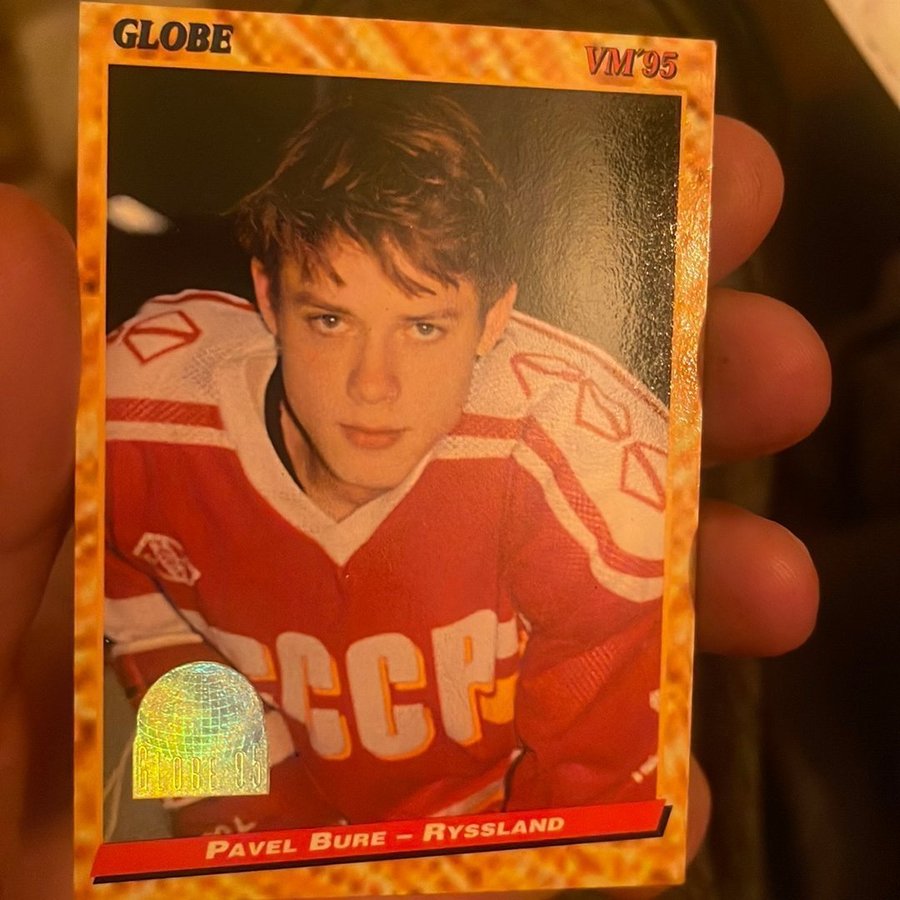 GLOBE
VM'95
CCCP
GLOBE 95
PAVEL BURE – RYSSLAND